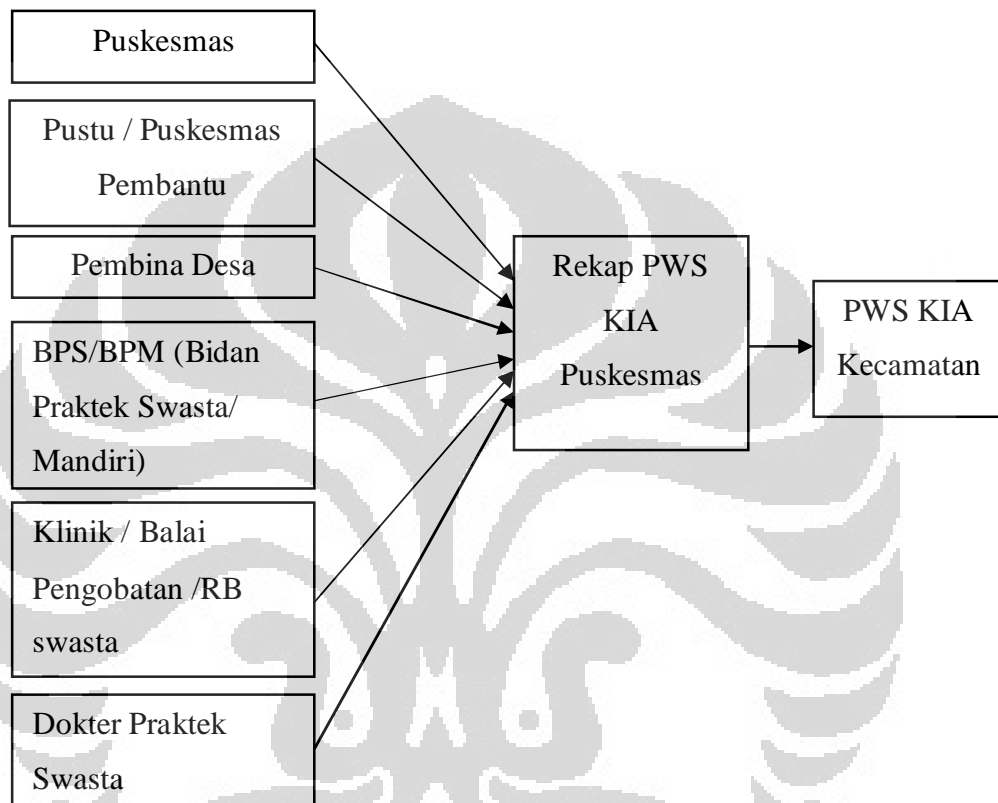 Puskesmas
Pustu / Puskesmas
Pembantu
Pembina Desa
BPS/BPM (Bidan
Praktek Swasta/
Mandiri)
Klinik / Balai
Pengobatan /RB
swasta
Dokter Praktek
Swasta
Rekap PWS
KIA
Puskesmas
PWS KIA
Kecamatan